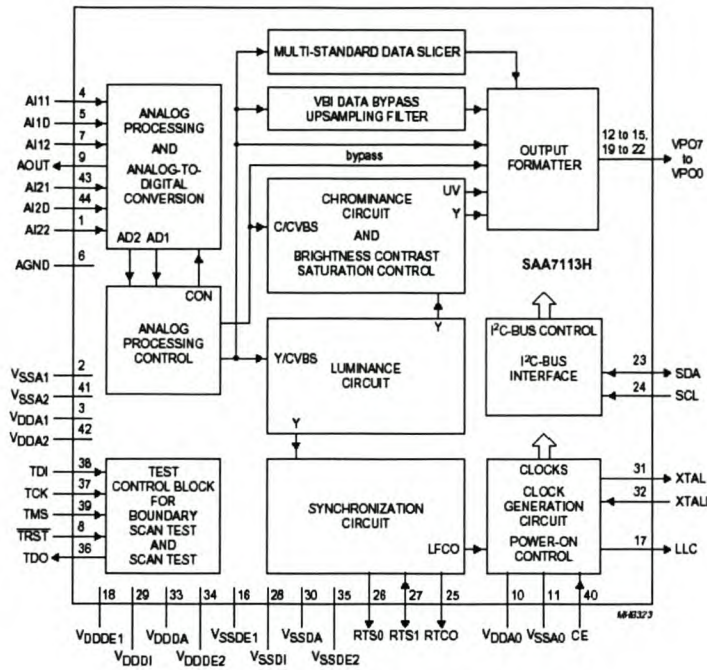 MULTI-STANDARD DATA SLICER
VBI DATA BYPASS
UPSAMPLING FILTER
bypass
AI11 4
AI1D 5
AI12 7
AOUT 9
AI21 43
AI2D 44
AI22 1
AGND 6
ANALOG
PROCESSING
AND
ANALOG-TO-
DIGITAL
CONVERSION
AD2 AD1
CON
ANALOG
PROCESSING
CONTROL
CHROMINANCE
CIRCUIT
AND
BRIGHTNESS CONTRAST
SATURATION CONTROL
C/CVBS
UV
Y
Y
OUTPUT
FORMATTER
12 to 15,
19 to 22
VPO7
to
VPO0
SAA7113H
Y/CVBS
LUMINANCE
CIRCUIT
Y
I²C-BUS CONTROL
I²C-BUS
INTERFACE
23 SDA
24 SCL
VSSA1 2
VSSA2 41
VDDA1 3
VDDA2 42
TDI 38
TCK 37
TMS 39
TRST 8
TDO 36
TEST
CONTROL BLOCK
FOR
BOUNDARY
SCAN TEST
AND
SCAN TEST
SYNCHRONIZATION
CIRCUIT
LFCO
CLOCKS
CLOCK
GENERATION
CIRCUIT
POWER-ON
CONTROL
31 XTAL
32 XTALI
17 LLC
18 29 33 34 16 28 30 35 26 27 25 10 11 40
MHB323
VDDDE1 VDDDA VSSDE1 VSSDA RTS0 RTS1 RTCO VDDA0 VSSA0 CE
VDDDI VDDDE2 VSSDI VSSDE2